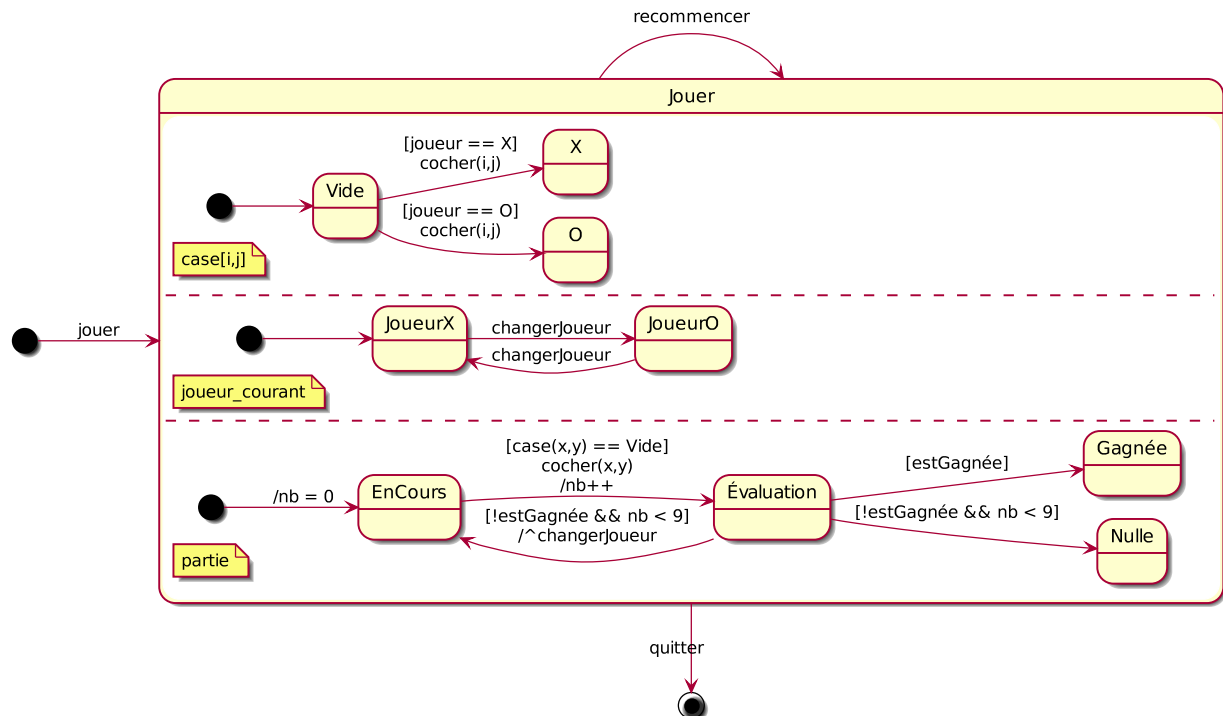 recommencer
Jouer
[joueur == X]
cocher(i,j)
X
Vide
[joueur == O]
cocher(i,j)
O
case[i,j]
jouer
JoueurX
changerJoueur
JoueurO
changerJoueur
joueur_courant
[case(x,y) == Vide]
cocher(x,y)
/nb++
Gagnée
[estGagnée]
/nb = 0
EnCours
Évaluation
[!estGagnée && nb < 9]
/^changerJoueur
[!estGagnée && nb < 9]
Nulle
partie
quitter